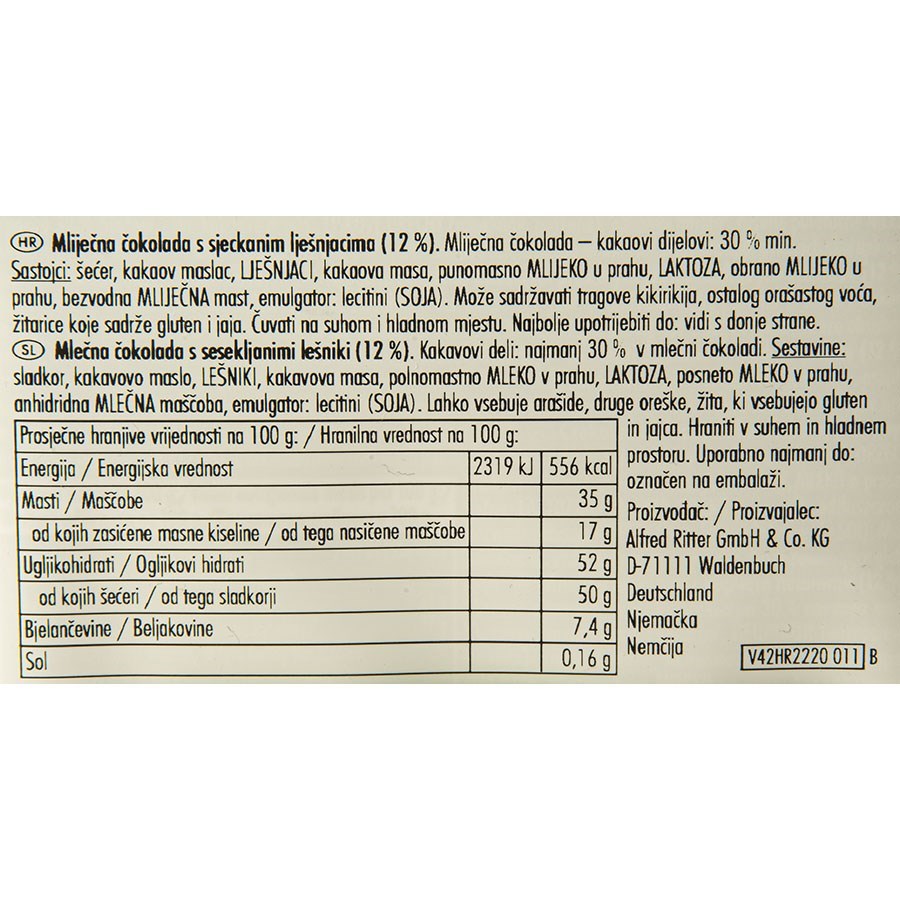 HR Mliječna čokolada s sjeckanim lješnjacima (12 %). Mliječna čokolada – kakaovi dijelovi: 30 % min.
Sastojci: šećer, kakaov maslac, LJEŠNJACI, kakaova masa, punomasno MLIJEKO u prahu, LAKTOZA, obrano MLIJEKO u
prahu, bezvodna MLIJEČNA mast, emulgator: lecitini (SOJA). Može sadržavati tragove kikirikija, ostalog orašastog voća,
žitarice koje sadrže gluten i jaja. Čuvati na suhom i hladnom mjestu. Najbolje upotrijebiti do: vidi s donje strane.
SL Mlečna čokolada s sesekljanimi lešniki (12 %). Kakavovi deli: najmanj 30 % v mlečni čokoladi. Sestavine:
sladkor, kakavovo maslo, LEŠNIKI, kakavova masa, polnomastno MLEKO v prahu, LAKTOZA, posneto MLEKO v prahu,
anhidridna MLEČNA maščoba, emulgator: lecitini (SOJA). Lahko vsebuje arašide, druge oreške, žita, ki vsebujejo gluten
in jajca. Hraniti v suhem in hladnem
prostoru. Uporabno najmanj do:
označen na embalaži.
Prosječne hranjive vrijednosti na 100 g: / Hranilna vrednost na 100 g:
Energija / Energijska vrednost 2319 kJ 556 kcal
Masti / Maščobe 35 g
od kojih zasićene masne kiseline / od tega nasičene maščobe 17 g
Ugljikohidrati / Ogljikovi hidrati 52 g
od kojih šećeri / od tega sladkorji 50 g
Bjelančevine / Beljakovine 7,4 g
Sol 0,16 g
Proizvođač: / Proizvajalec:
Alfred Ritter GmbH & Co. KG
D-71111 Waldenbuch
Deutschland
Njemačka
Nemčija
V42HR2220 011 B